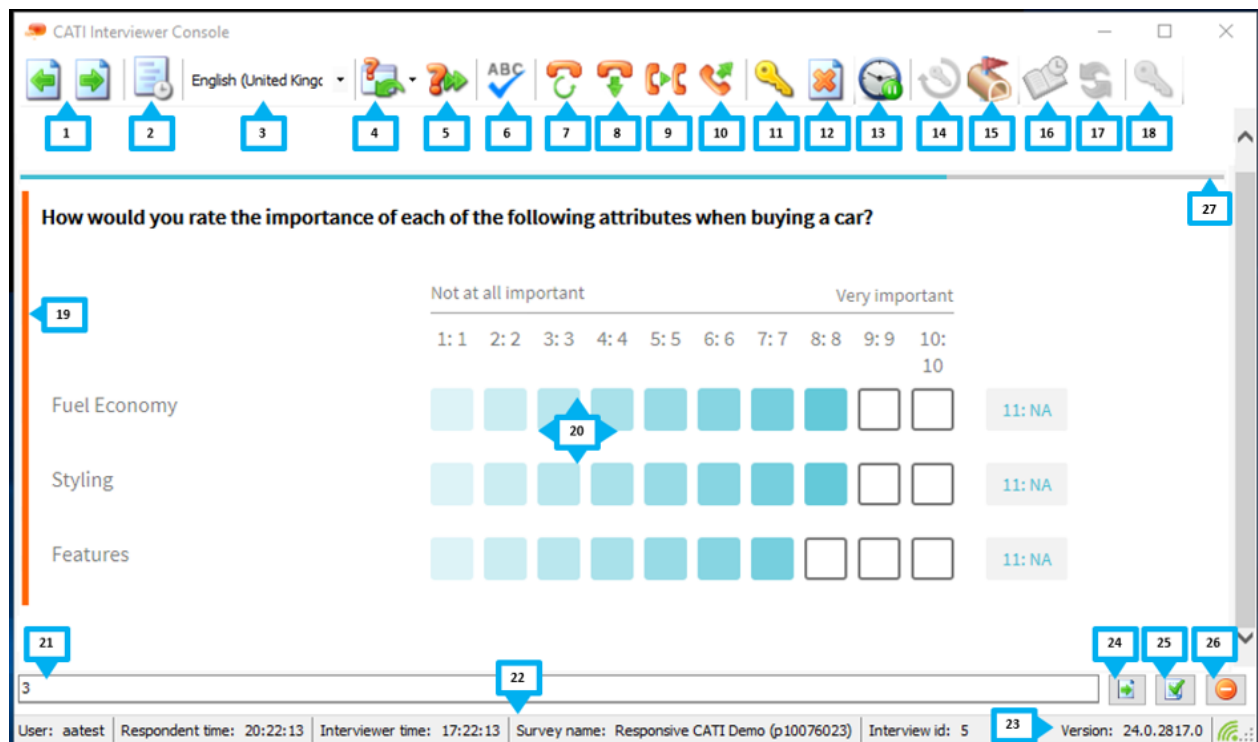 CATI Interviewer Console
English (United Kingc
ABC
1 2 3 4 5 6 7 8 9 10 11 12 13 14 15 16 17 18
27
How would you rate the importance of each of the following attributes when buying a car?
19
Not at all important Very important
1: 1 2: 2 3: 3 4: 4 5: 5 6: 6 7: 7 8: 8 9: 9 10:
10
Fuel Economy 11: NA
20
Styling 11: NA
Features 11: NA
21 24 25 26
22
3
User: aatest Respondent time: 20:22:13 Interviewer time: 17:22:13 Survey name: Responsive CATI Demo (p10076023) Interview id: 5 23 Version: 24.0.2817.0